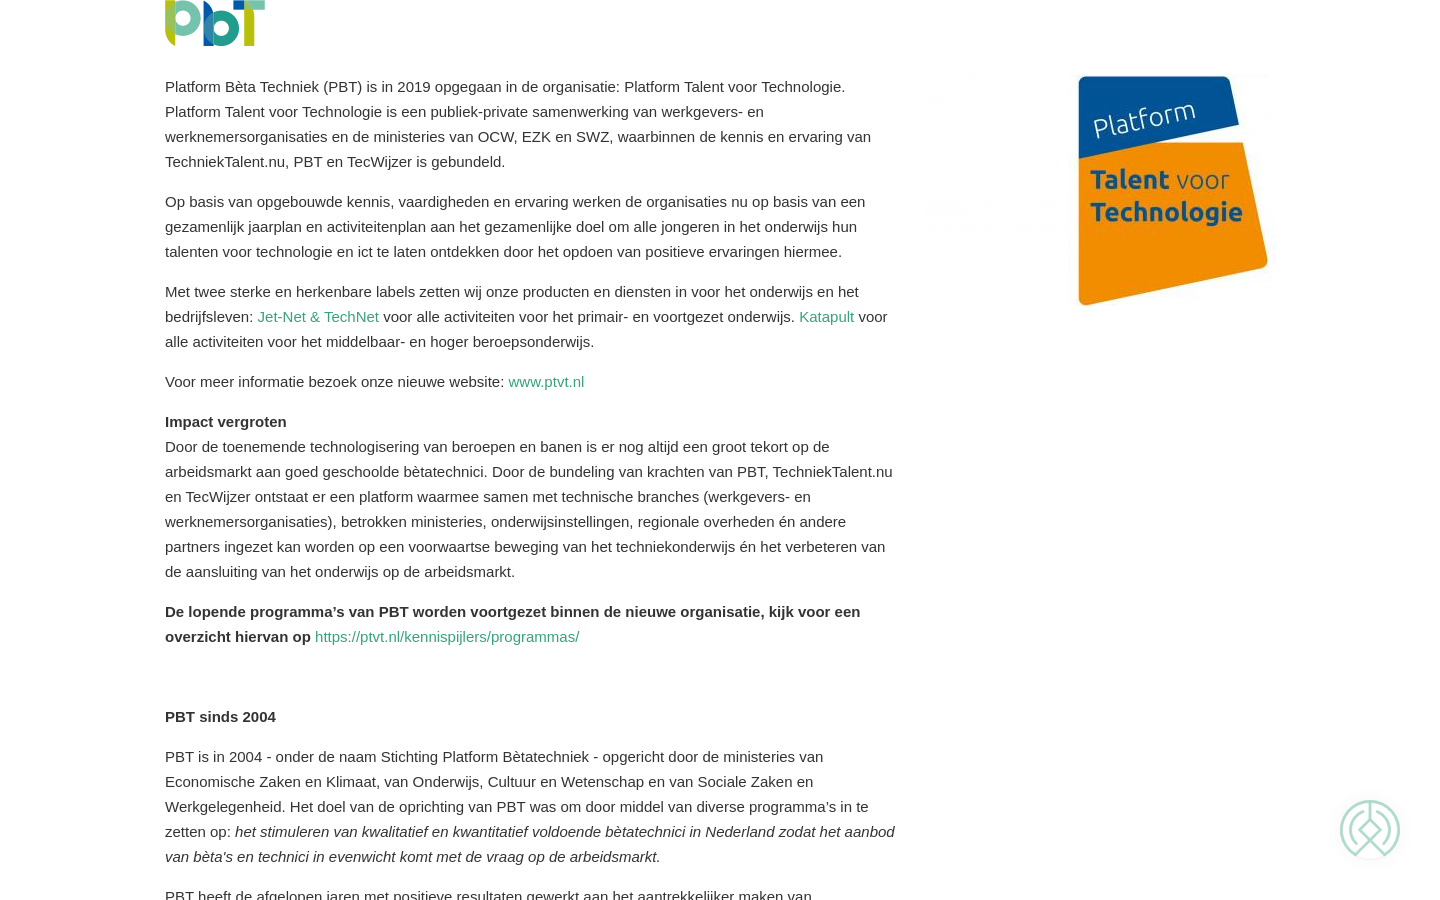 pbT
Platform Bèta Techniek (PBT) is in 2019 opgegaan in de organisatie: Platform Talent voor Technologie.
Platform Talent voor Technologie is een publiek-private samenwerking van werkgevers- en
werknemersorganisaties en de ministeries van OCW, EZK en SWZ, waarbinnen de kennis en ervaring van
TechniekTalent.nu, PBT en TecWijzer is gebundeld.
Op basis van opgebouwde kennis, vaardigheden en ervaring werken de organisaties nu op basis van een
gezamenlijk jaarplan en activiteitenplan aan het gezamenlijke doel om alle jongeren in het onderwijs hun
talenten voor technologie en ict te laten ontdekken door het opdoen van positieve ervaringen hiermee.
Met twee sterke en herkenbare labels zetten wij onze producten en diensten in voor het onderwijs en het
bedrijfsleven: Jet-Net & TechNet voor alle activiteiten voor het primair- en voortgezet onderwijs. Katapult voor
alle activiteiten voor het middelbaar- en hoger beroepsonderwijs.
Voor meer informatie bezoek onze nieuwe website: www.ptvt.nl
Impact vergroten
Door de toenemende technologisering van beroepen en banen is er nog altijd een groot tekort op de
arbeidsmarkt aan goed geschoolde bètatechnici. Door de bundeling van krachten van PBT, TechniekTalent.nu
en TecWijzer ontstaat er een platform waarmee samen met technische branches (werkgevers- en
werknemersorganisaties), betrokken ministeries, onderwijsinstellingen, regionale overheden én andere
partners ingezet kan worden op een voorwaartse beweging van het techniekonderwijs én het verbeteren van
de aansluiting van het onderwijs op de arbeidsmarkt.
De lopende programma’s van PBT worden voortgezet binnen de nieuwe organisatie, kijk voor een
overzicht hiervan op https://ptvt.nl/kennispijlers/programmas/
PBT sinds 2004
PBT is in 2004 - onder de naam Stichting Platform Bètatechniek - opgericht door de ministeries van
Economische Zaken en Klimaat, van Onderwijs, Cultuur en Wetenschap en van Sociale Zaken en
Werkgelegenheid. Het doel van de oprichting van PBT was om door middel van diverse programma’s in te
zetten op: het stimuleren van kwalitatief en kwantitatief voldoende bètatechnici in Nederland zodat het aanbod
van bèta's en technici in evenwicht komt met de vraag op de arbeidsmarkt.
PBT heeft de afgelopen jaren met positieve resultaten gewerkt aan het aantrekkelijker maken van
Platform
Talent voor
Technologie